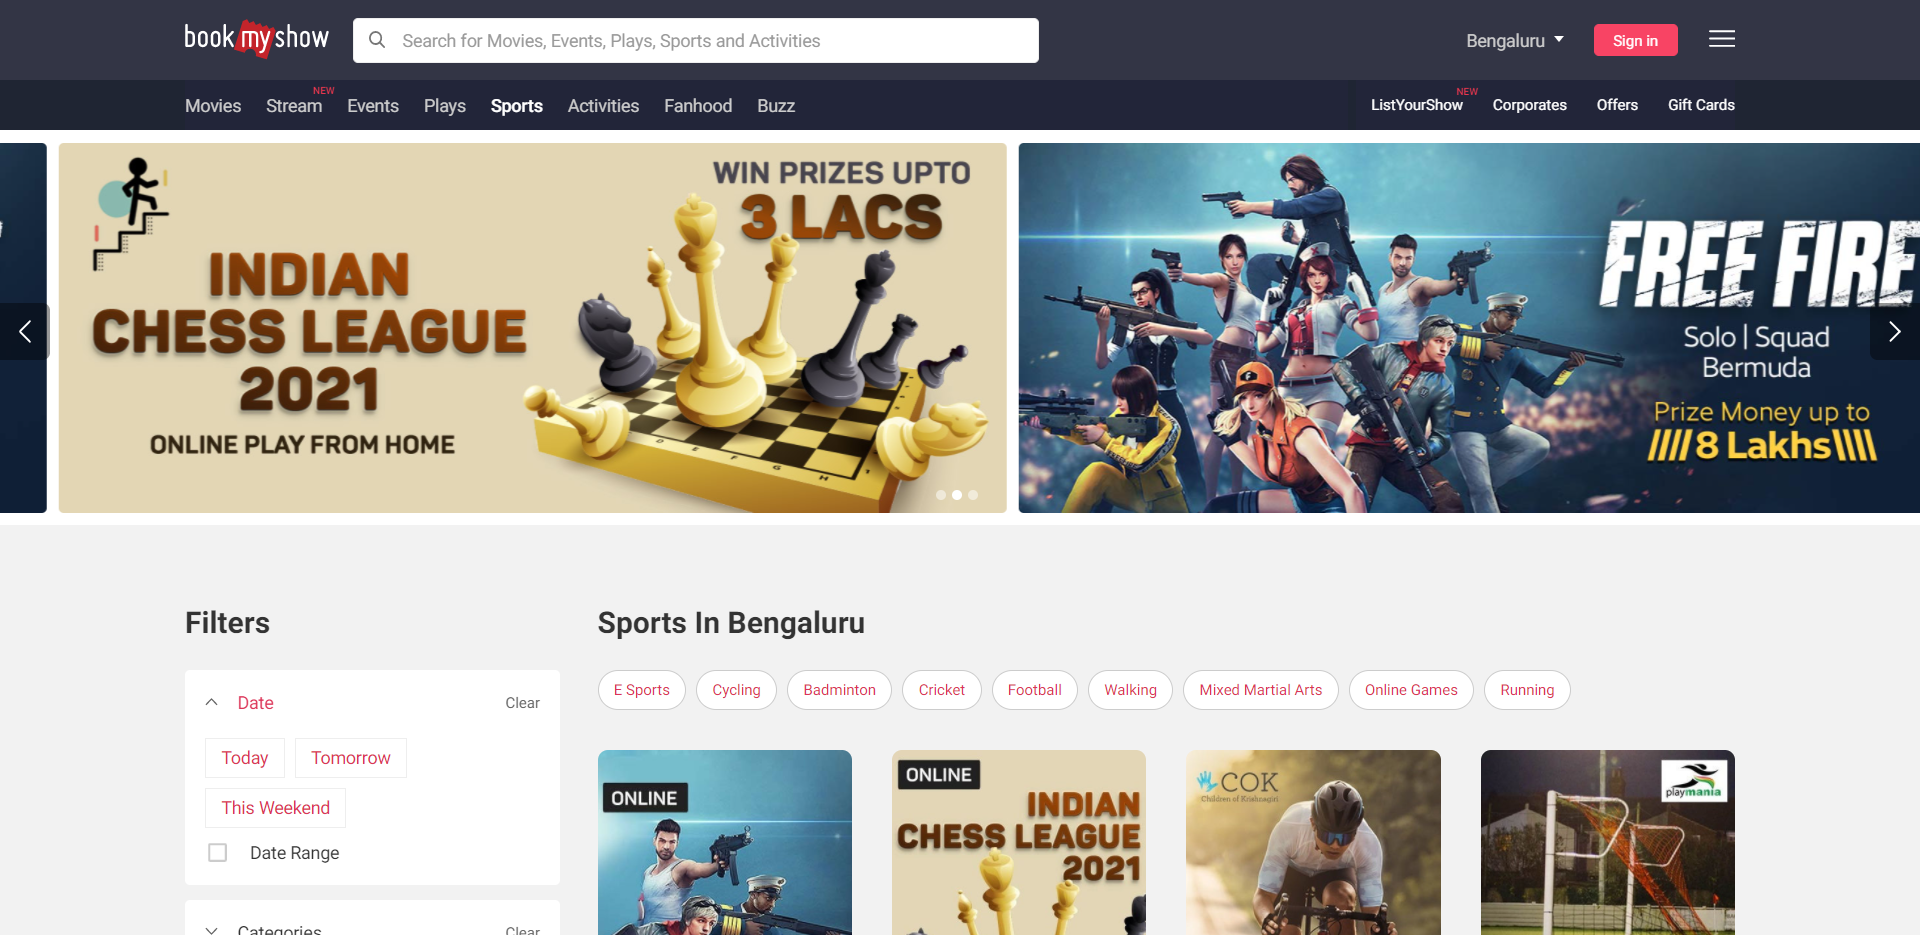 book my show
Search for Movies, Events, Plays, Sports and Activities
Bengaluru
Sign in
Movies
Stream
NEW
Events
Plays
Sports
Activities
Fanhood
Buzz
ListYourShow
NEW
Corporates
Offers
Gift Cards
WIN PRIZES UPTO
3 LACS
INDIAN
CHESS LEAGUE
2021
ONLINE PLAY FROM HOME
FREE FIRE
Solo | Squad
Bermuda
Prize Money up to
8 Lakhs
Filters
Date
Clear
Today
Tomorrow
This Weekend
Date Range
Categories
Clear
Sports In Bengaluru
E Sports
Cycling
Badminton
Cricket
Football
Walking
Mixed Martial Arts
Online Games
Running
ONLINE
ONLINE
INDIAN
CHESS LEAGUE
2021
COK
Children of Krishnagiri
playmania